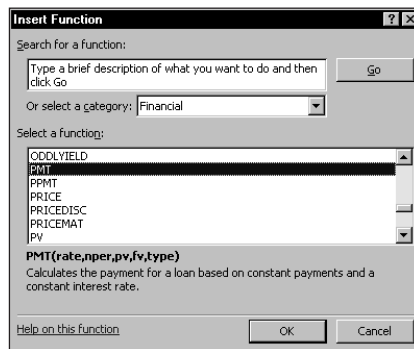 Insert Function
Search for a function:
Type a brief description of what you want to do and then
click Go
Go
Or select a category: Financial
Select a function:
ODDLYIELD
PMT
PPMT
PRICE
PRICEDISC
PRICEMAT
PV
PMT(rate,nper,pv,fv,type)
Calculates the payment for a loan based on constant payments and a
constant interest rate.
Help on this function
OK
Cancel